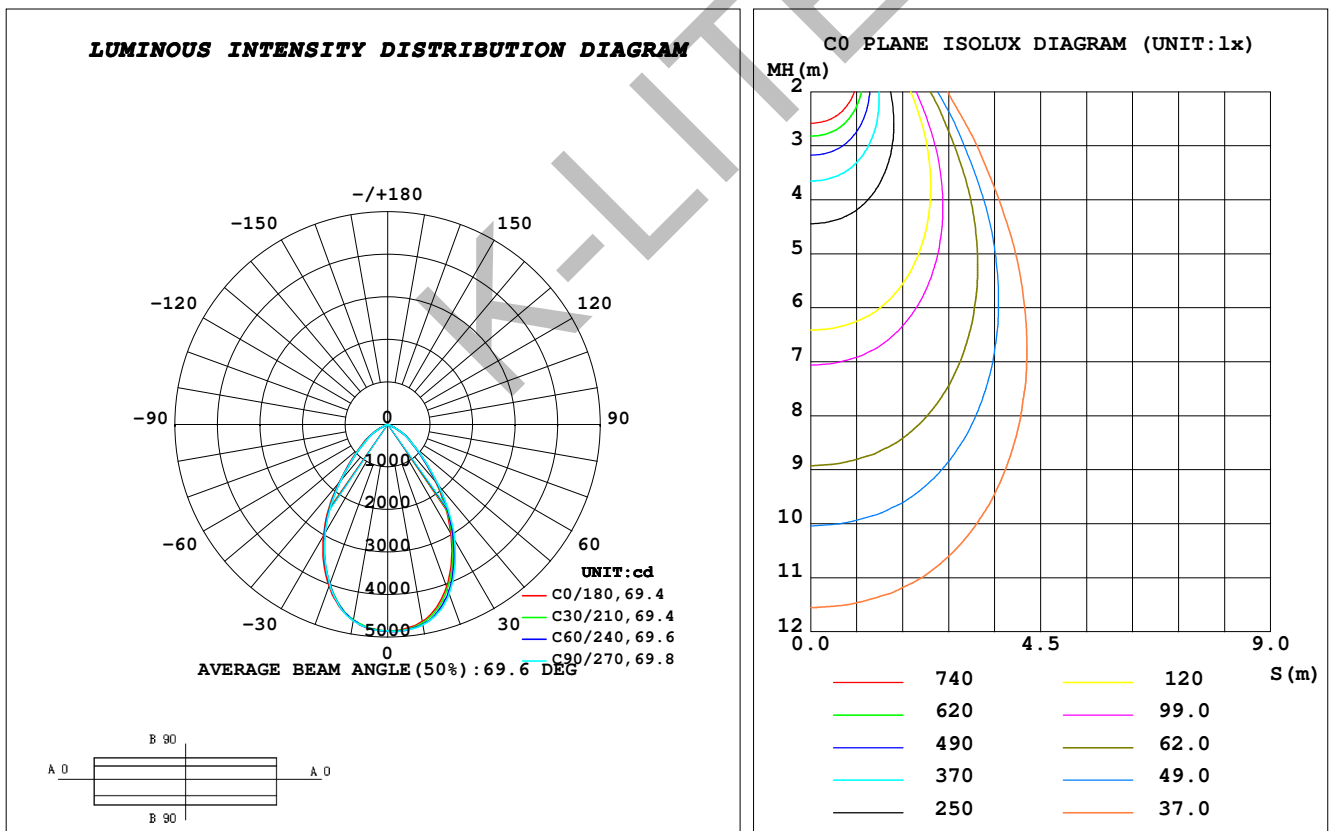 LUMINOUS INTENSITY DISTRIBUTION DIAGRAM
-/+180
-150
150
-120
120
-90
90
-60
60
-30
30
0
0
1000
2000
3000
4000
5000
UNIT:cd
C0/180,69.4
C30/210,69.4
C60/240,69.6
C90/270,69.8
AVERAGE BEAM ANGLE(50%):69.6 DEG
B 90
A 0
A 0
B 90
C0 PLANE ISOLUX DIAGRAM (UNIT:lx)
MH(m)
2
3
4
5
6
7
8
9
10
11
12
0.0
4.5
9.0
S(m)
740
120
620
99.0
490
62.0
370
49.0
250
37.0
K-LITE